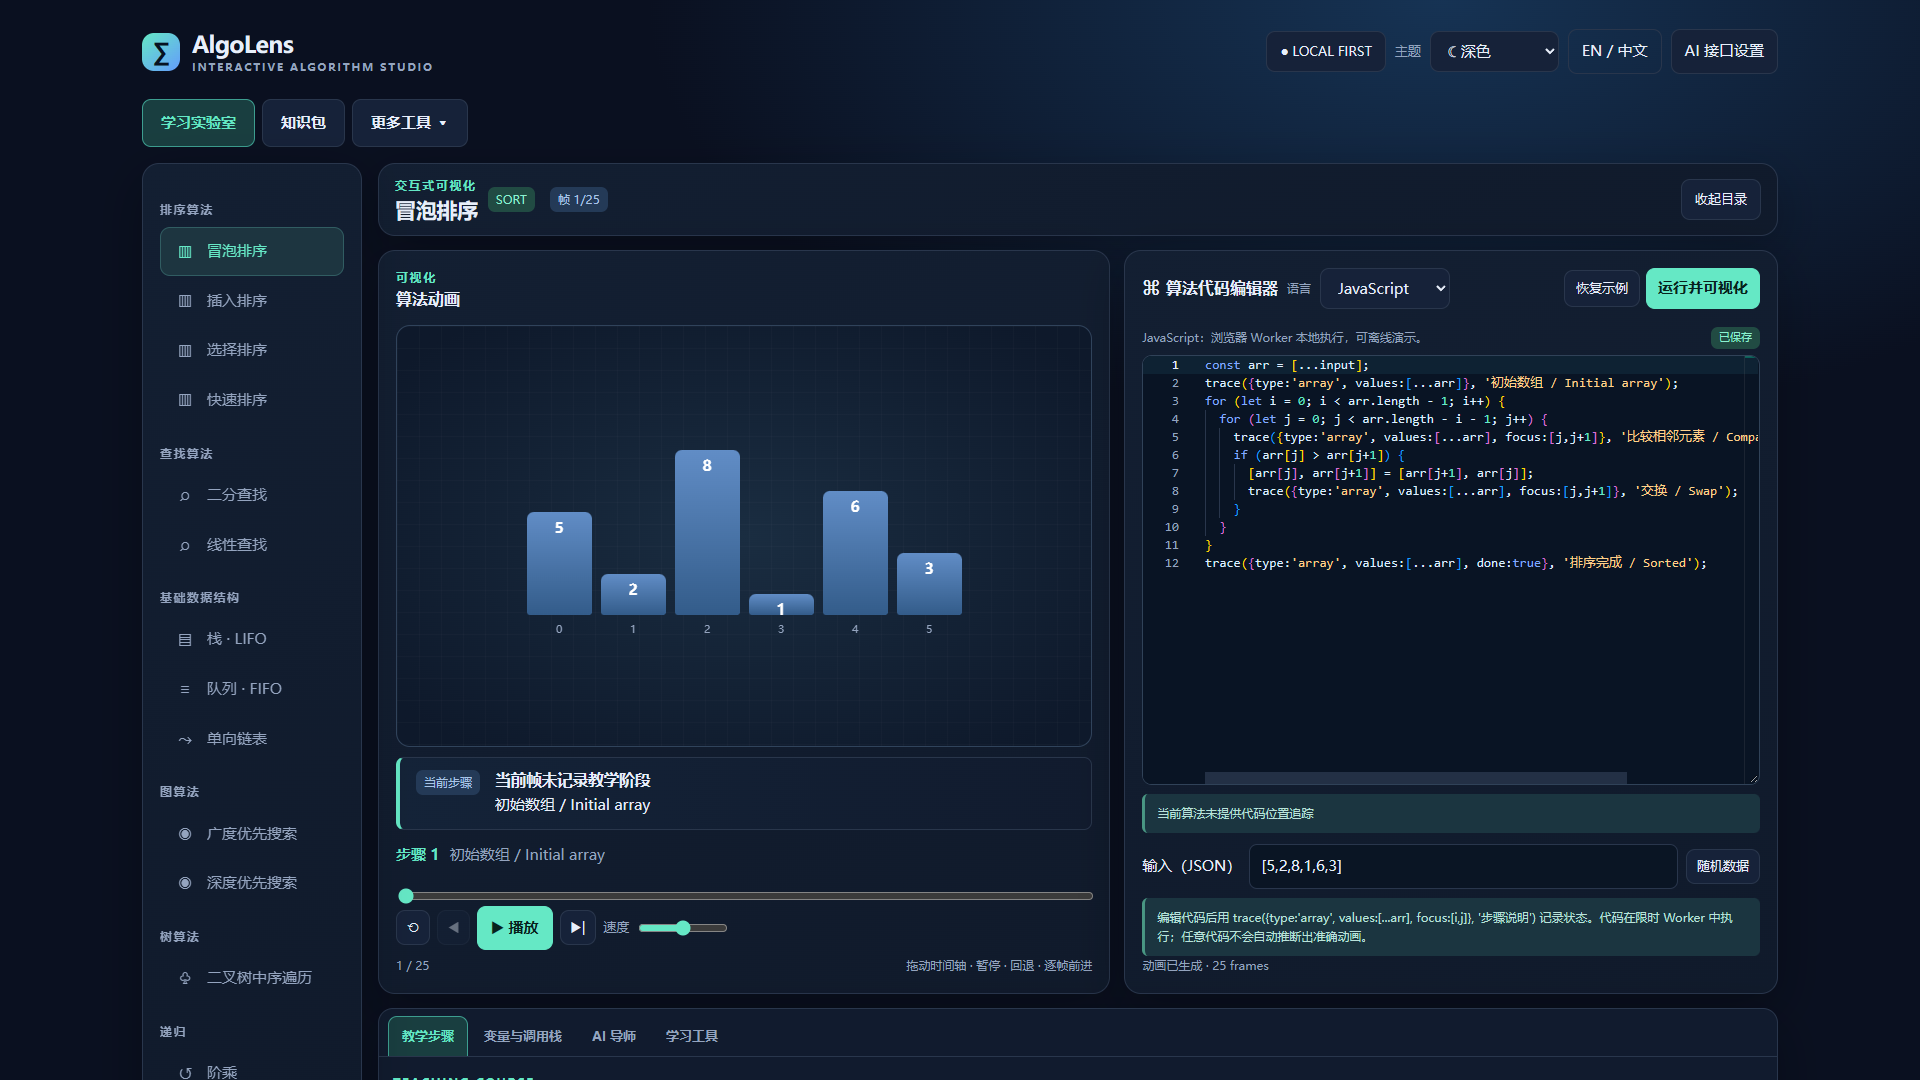 ∑ AlgoLens
INTERACTIVE ALGORITHM STUDIO
● LOCAL FIRST
主题
☾深色
EN / 中文
AI 接口设置
学习实验室
知识包
更多工具
排序算法
冒泡排序
插入排序
选择排序
快速排序
查找算法
二分查找
线性查找
基础数据结构
栈 · LIFO
队列 · FIFO
单向链表
图算法
广度优先搜索
深度优先搜索
树算法
二叉树中序遍历
递归
阶乘
交互式可视化
冒泡排序
SORT
帧 1/25
收起目录
可视化
算法动画
5
2
8
1
6
3
0
1
2
3
4
5
当前步骤
当前帧未记录教学阶段
初始数组 / Initial array
步骤 1 初始数组 / Initial array
▶ 播放
速度
1 / 25
拖动时间轴 · 暂停 · 回退 · 逐帧前进
⌘ 算法代码编辑器
语言
JavaScript
恢复示例
运行并可视化
JavaScript：浏览器 Worker 本地执行，可离线演示。
已保存
1 const arr = [...input];
2 trace({type:'array', values:[...arr]}, '初始数组 / Initial array');
3 for (let i = 0; i < arr.length - 1; i++) {
4 for (let j = 0; j < arr.length - i - 1; j++) {
5 trace({type:'array', values:[...arr], focus:[j,j+1]}, '比较相邻元素 / Compa
6 if (arr[j] > arr[j+1]) {
7 [arr[j], arr[j+1]] = [arr[j+1], arr[j]];
8 trace({type:'array', values:[...arr], focus:[j,j+1]}, '交换 / Swap');
9 }
10 }
11 }
12 trace({type:'array', values:[...arr], done:true}, '排序完成 / Sorted');
当前算法未提供代码位置追踪
输入（JSON）
[5,2,8,1,6,3]
随机数据
编辑代码后用 trace({type:'array', values:[...arr], focus:[i,j]}, '步骤说明') 记录状态。代码在限时 Worker 中执
行；任意代码不会自动推断出准确动画。
动画已生成 · 25 frames
教学步骤
变量与调用栈
AI 导师
学习工具